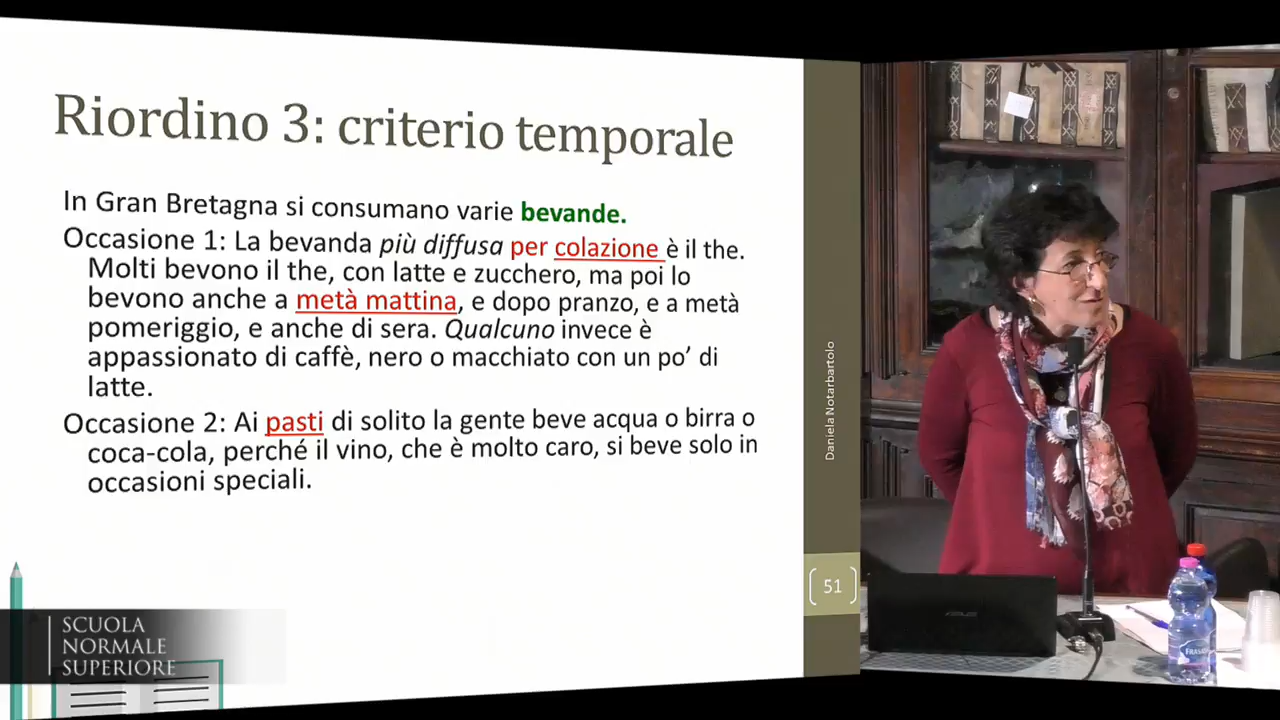 Riordino 3: criterio temporale
In Gran Bretagna si consumano varie bevande.
Occasione 1: La bevanda più diffusa per colazione è il the.
Molti bevono il the, con latte e zucchero, ma poi lo
bevono anche a metà mattina, e dopo pranzo, e a metà
pomeriggio, e anche di sera. Qualcuno invece è
appassionato di caffè, nero o macchiato con un po’ di
latte.
Occasione 2: Ai pasti di solito la gente beve acqua o birra o
coca-cola, perché il vino, che è molto caro, si beve solo in
occasioni speciali.
Daniela Notarbartolo
51
SCUOLA
NORMALE
SUPERIORE
ASUS